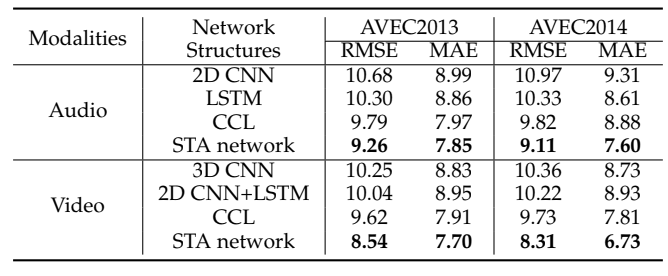 Modalities Network Structures AVEC2013 AVEC2014
RMSE MAE RMSE MAE
Audio
2D CNN 10.68 8.99 10.97 9.31
LSTM 10.30 8.86 10.33 8.61
CCL 9.79 7.97 9.82 8.88
STA network 9.26 7.85 9.11 7.60
Video
3D CNN 10.25 8.83 10.36 8.73
2D CNN+LSTM 10.04 8.95 10.22 8.93
CCL 9.62 7.91 9.73 7.81
STA network 8.54 7.70 8.31 6.73